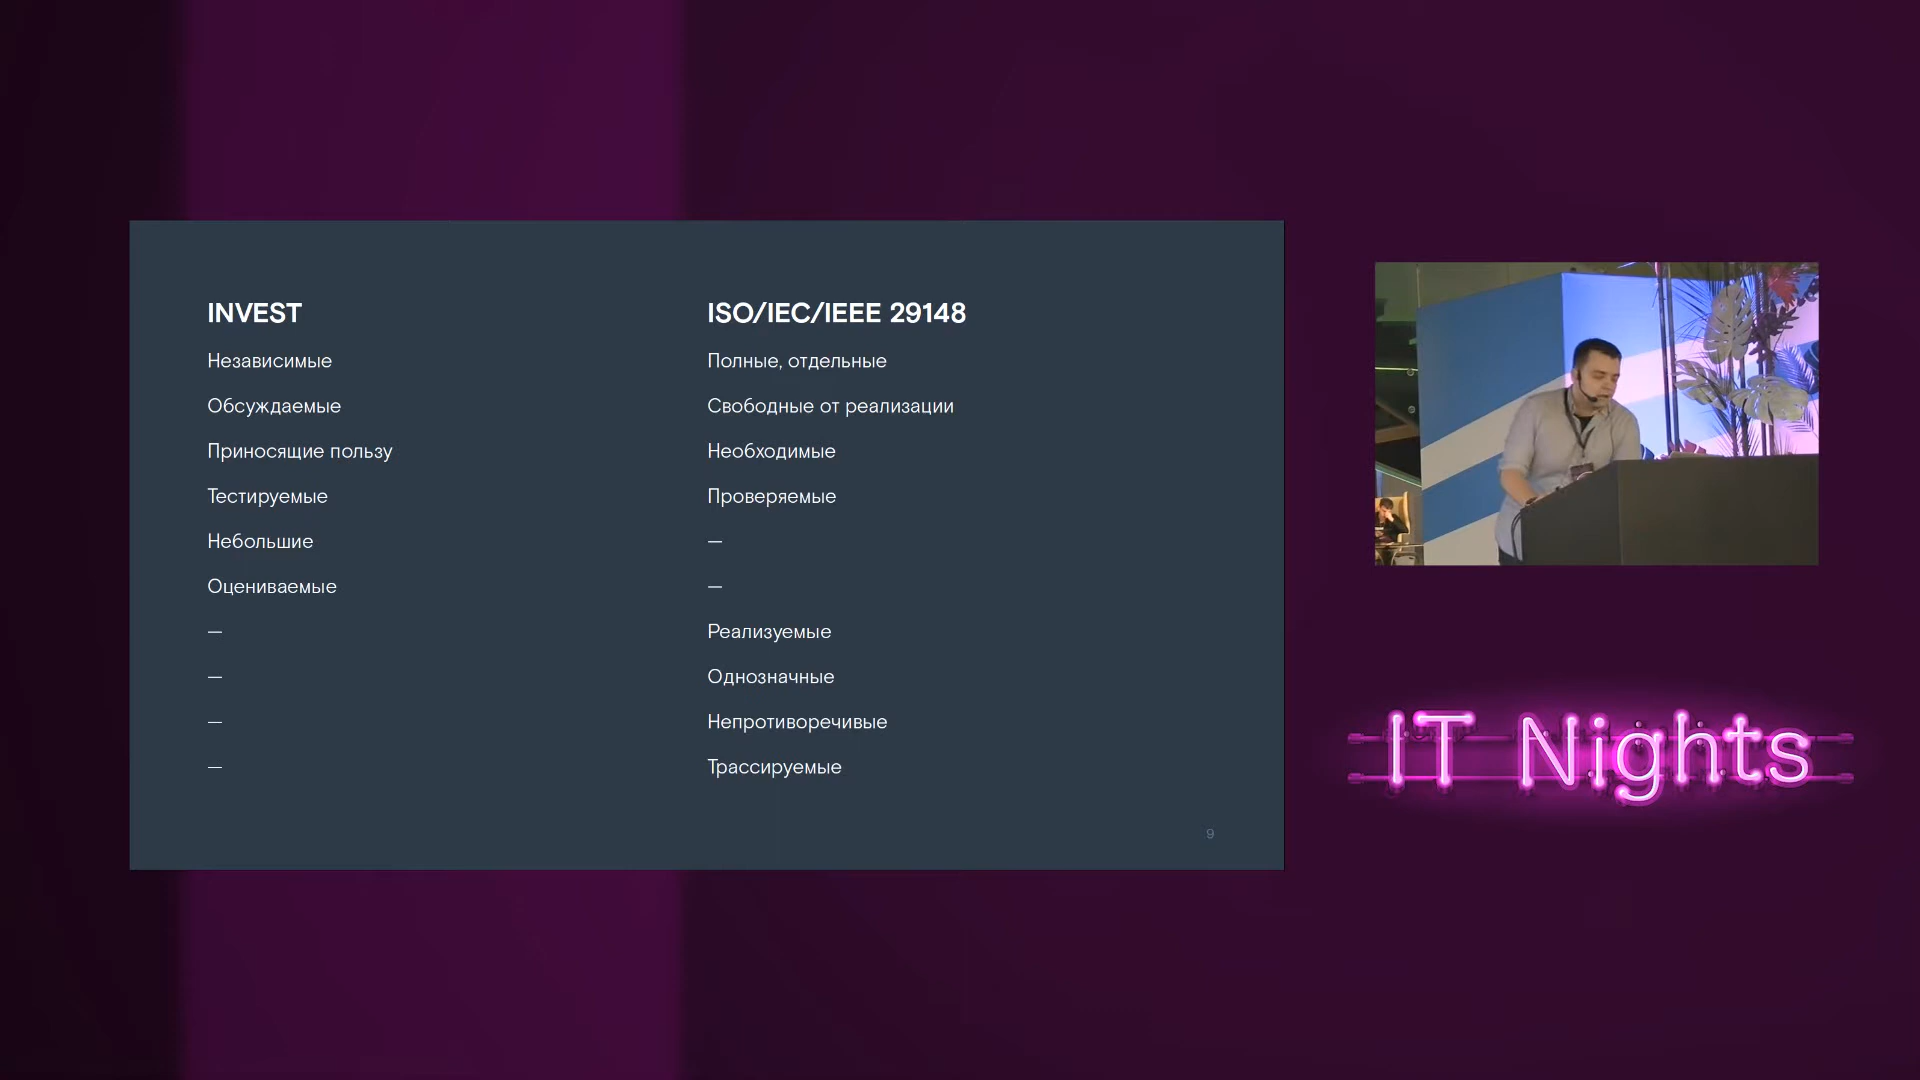 INVEST
Независимые
Обсуждаемые
Приносящие пользу
Тестируемые
Небольшие
Оцениваемые
—
—
—
—
ISO/IEC/IEEE 29148
Полные, отдельные
Свободные от реализации
Необходимые
Проверяемые
—
—
Реализуемые
Однозначные
Непротиворечивые
Трассируемые
9
IT Nights